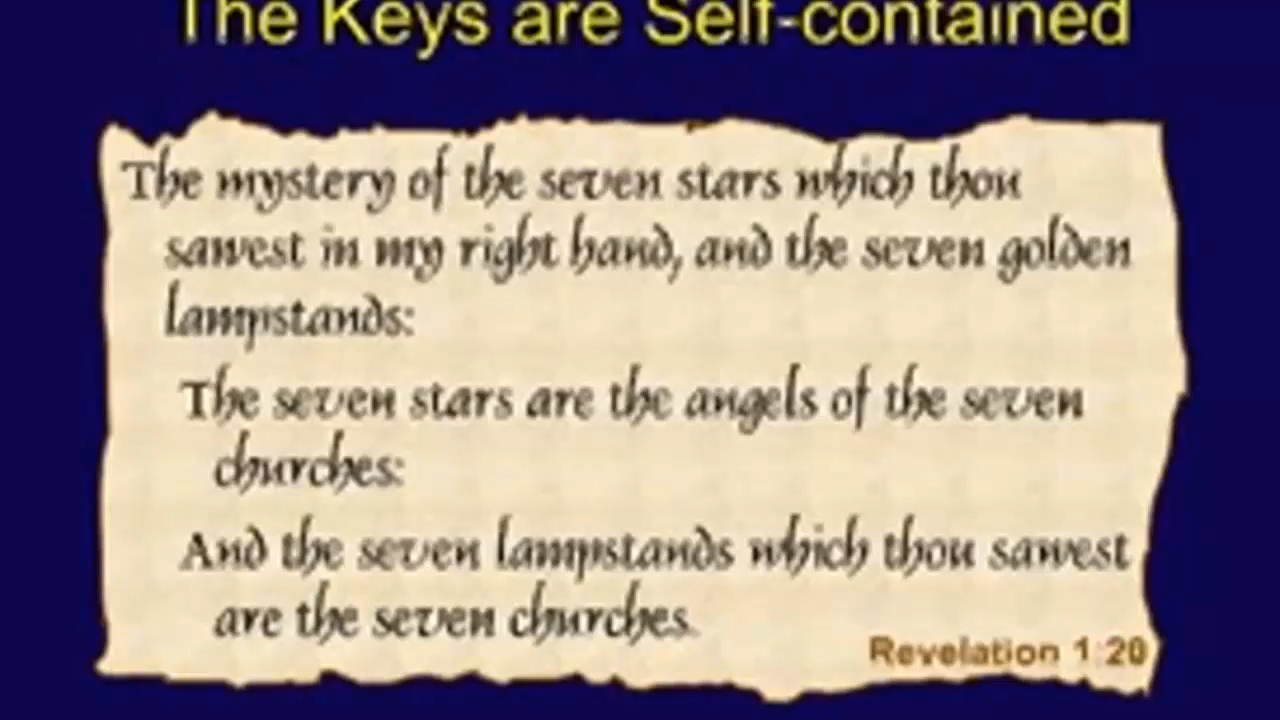 The Keys are Self-contained
The mystery of the seven stars which thou
sawest in my right hand, and the seven golden
lampstands:
The seven stars are the angels of the seven
churches:
And the seven lampstands which thou sawest
are the seven churches.
Revelation 1:20